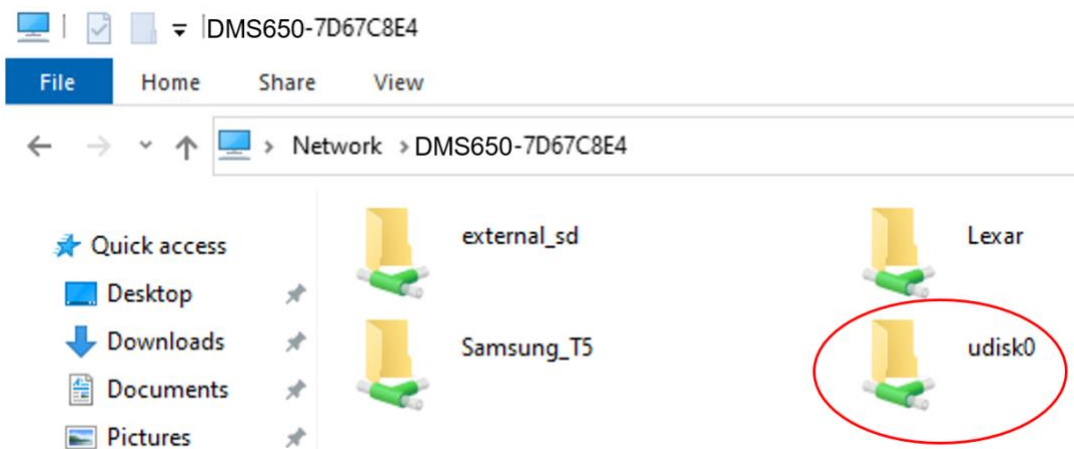 DMS650-7D67C8E4
File Home Share View
Network > DMS650-7D67C8E4
Quick access
Desktop
Downloads
Documents
Pictures
external_sd
Lexar
Samsung_T5
udisk0